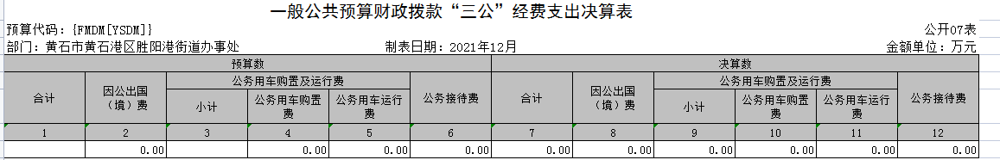 一般公共预算财政拨款“三公”经费支出决算表
预算代码：{FMDM[YSDM]} 公开07表
部门：黄石市黄石港区胜阳港街道办事处 制表日期：2021年12月 金额单位：万元
预算数 决算数
合计 因公出国（境）费 公务用车购置及运行费 公务接待费 合计 因公出国（境）费 公务用车购置及运行费 公务接待费
小计 公务用车购置费 公务用车运行费 小计 公务用车购置费 公务用车运行费
1 2 3 4 5 6 7 8 9 10 11 12
0.00 0.00 0.00 0.00 0.00 0.00 0.00 0.00 0.00 0.00